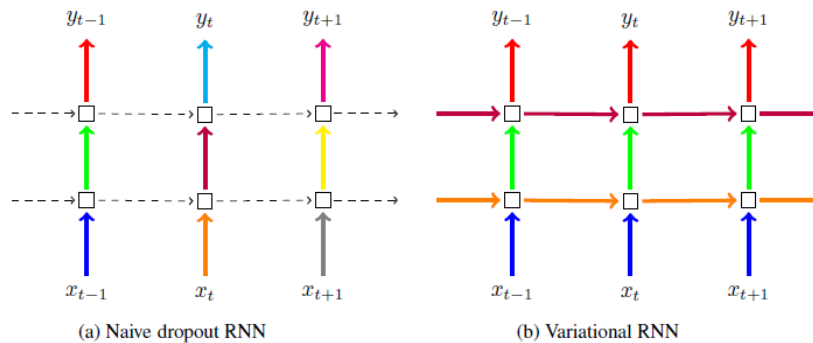 y_{t-1} y_t y_{t+1} y_{t-1} y_t y_{t+1}
x_{t-1} x_t x_{t+1} x_{t-1} x_t x_{t+1}
(a) Naive dropout RNN (b) Variational RNN